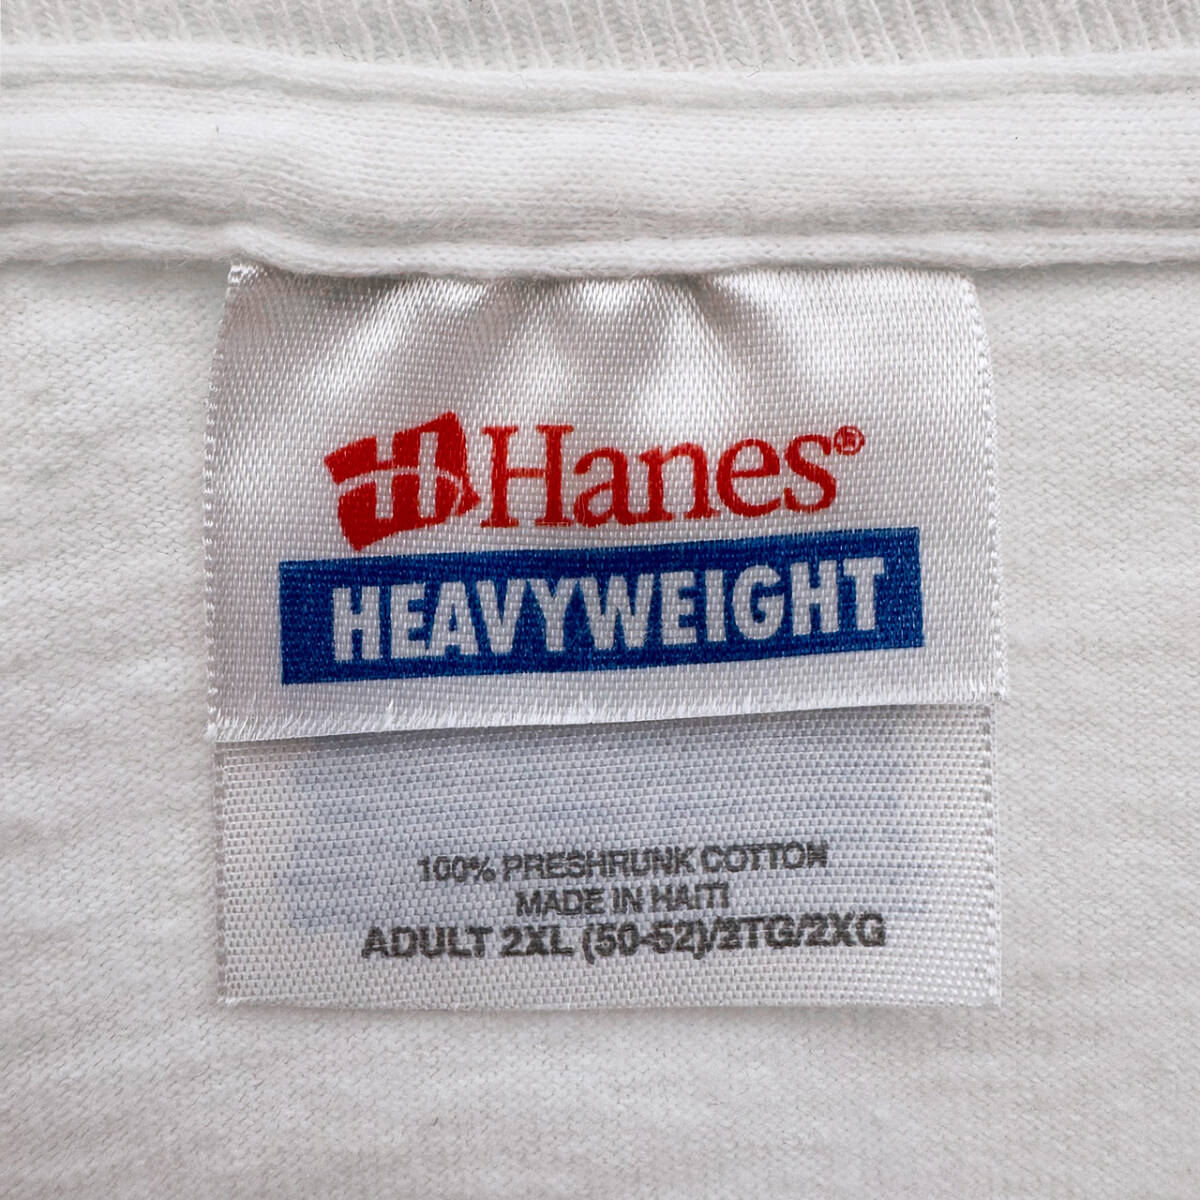 Hanes®
HEAVYWEIGHT
100% PRESHRUNK COTTON
MADE IN HAITI
ADULT 2XL (50-52)/2TG/2XG